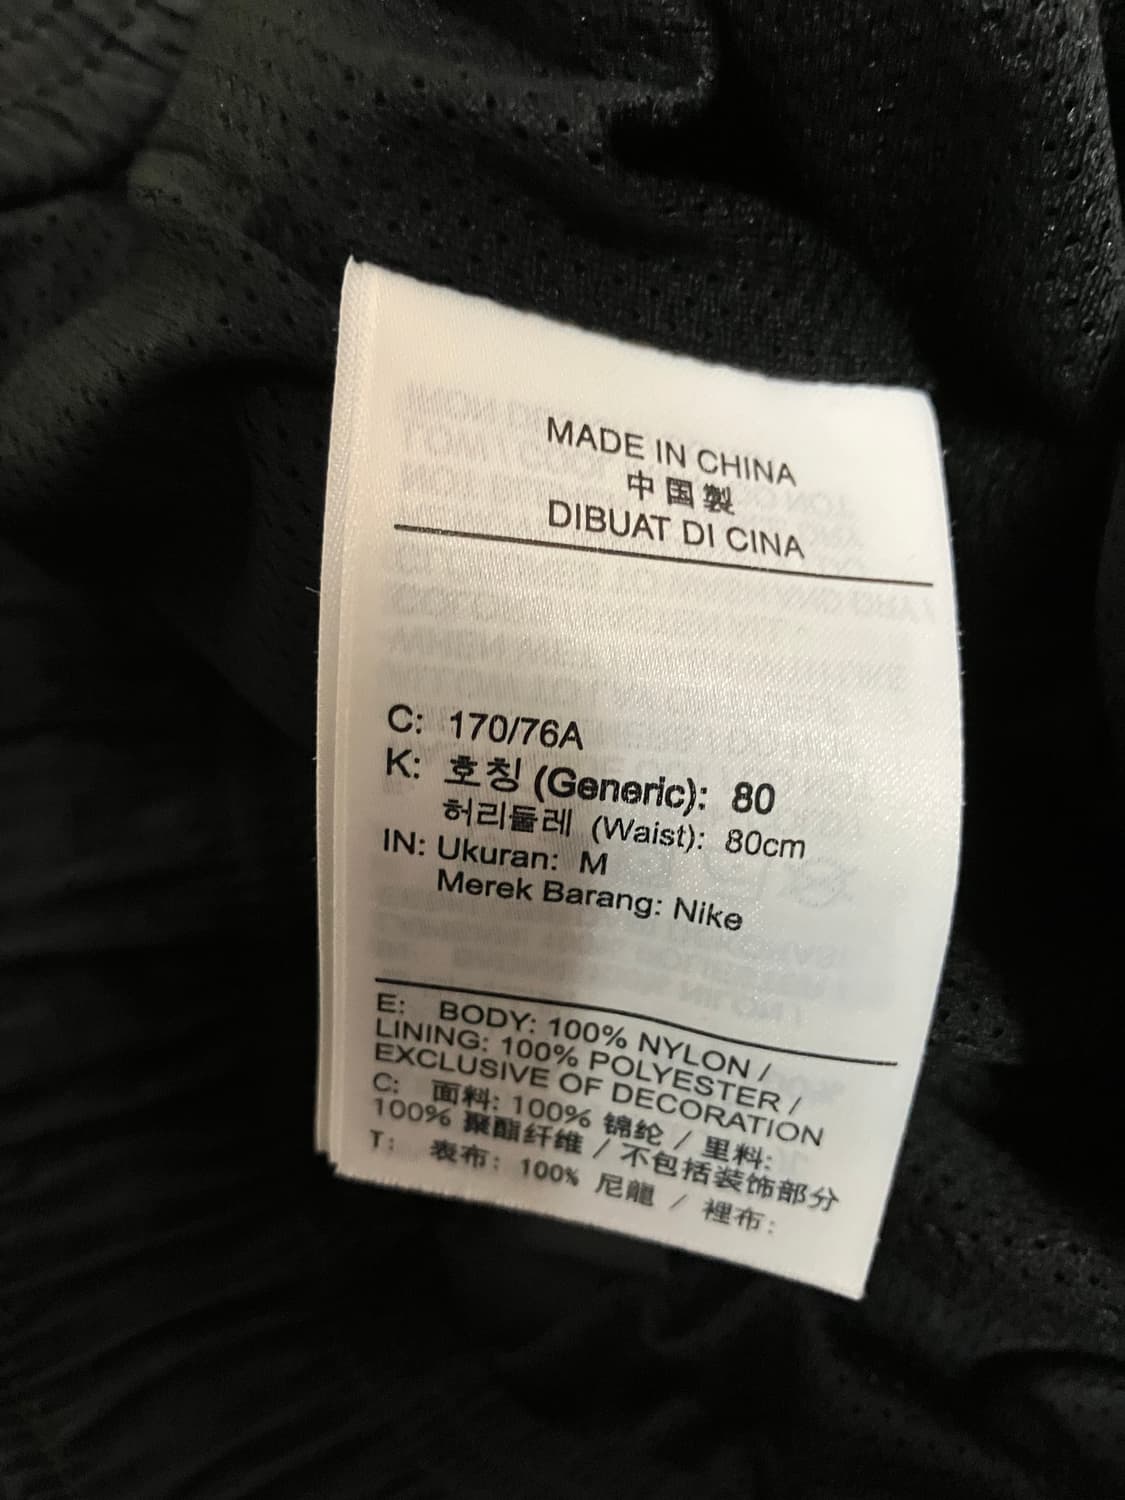 MADE IN CHINA
中国製
DIBUAT DI CINA
C: 170/76A
K: 호칭 (Generic): 80
허리둘레 (Waist): 80cm
IN: Ukuran: M
Merek Barang: Nike
E: BODY: 100% NYLON /
LINING: 100% POLYESTER /
EXCLUSIVE OF DECORATION
C: 面料: 100% 锦纶 / 里料:
100% 聚酯纤维 / 不包括装饰部分
T: 表布: 100% 尼龍 / 裡布: